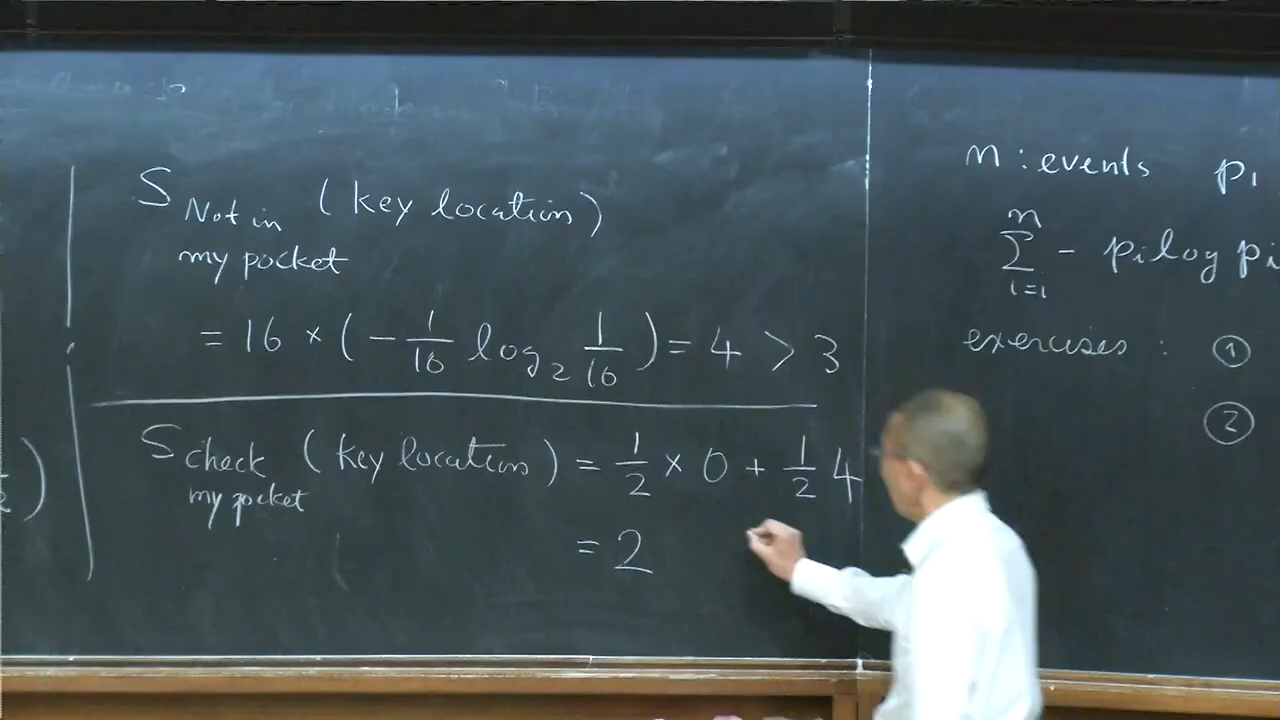 S Not in (key location)
my pocket
= 16 × (- 1/16 log₂ 1/16) = 4 > 3
S check (key location) = 1/2 × 0 + 1/2 4
my pocket
= 2
n : events p₁
n
∑ - pᵢ log pᵢ
i=1
exercises : ①
②